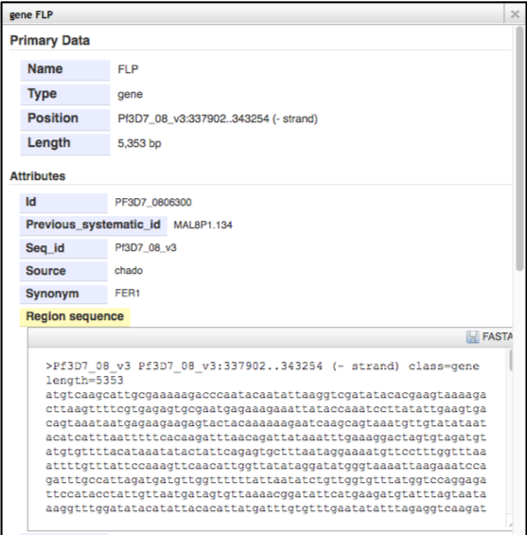 gene FLP
Primary Data
Name FLP
Type gene
Position Pf3D7_08_v3:337902..343254 (- strand)
Length 5,353 bp
Attributes
Id PF3D7_0806300
Previous_systematic_id MAL8P1.134
Seq_id Pf3D7_08_v3
Source chado
Synonym FER1
Region sequence
FASTA
>Pf3D7_08_v3 Pf3D7_08_v3:337902..343254 (- strand) class=gene
length=5353
atgtcaagcattgcgaaaaagacccaatacaatattaaggtcgatatacacgaagtaaaaga
cttaagttttcgtgagagtgcgaatgagaaagaaattataccaaatccttatattgaagtga
cagtaaataatgagaagaagagtactacaaaaaagaatcaagcagtaaatgttgtatataat
acatcatttaatttttcacaagatttaacagattataaatttgaaaggactagtgtagatgt
atgtgttttacataaatatactattcagagtgctttaataggaaaatgttcctttggtttaa
attttgtttattccaaagttcaacattggttatataggatatgggtaaaattaagaaatcca
gatttgccattagatgatgttggttttttattaatatctgttggtgtttatggtccaggaga
ttccatacctattgttaatgatagtgttaaaacggatattcatgaagatgtatttagtaata
aaggtttggatatacatattacacattatgatttgtgtttgaatatatttagaggtcaagat